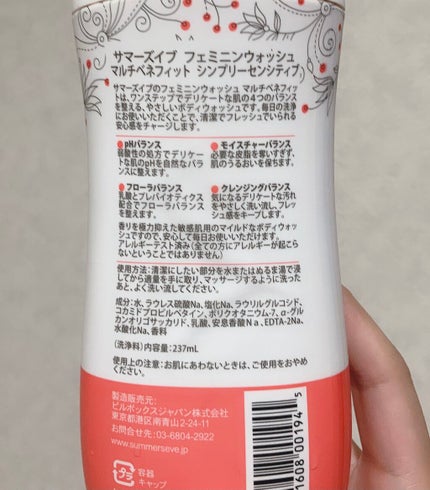 サマーズイブ フェミニンウォッシュ
マルチベネフィット シンプリーセンシティブ
サマーズイブのフェミニンウォッシュ マルチベネフィッ
トは、ワンステップでデリケートな肌の4つのバランス
を整える、やさしいボディウォッシュです。毎日の洗浄
にお使いいただくことで、清潔でフレッシュでいられる
安心感をチャージします。
pHバランス
弱酸性の処方でデリケー
トな肌のpHを自然なバラ
ンスに整えます。
モイスチャーバランス
必要な皮脂を奪いすぎず、
肌のうるおいを保ちます。
フローラバランス
乳酸とプレバイオティクス
配合でフローラバランス
を整えます。
クレンジングバランス
気になるデリケートな汚れ
をやさしく洗い流し、フレッ
シュ感をキープします。
香りを極力抑えた敏感肌用のマイルドなボディウォッ
シュですので、安心して毎日お使いいただけます。
アレルギーテスト済み(全ての方にアレルギーが起こら
ないということではありません)
使用方法:清潔にしたい部分を水またはぬるま湯で浸
してから適量を手に取り、マッサージするように洗った
あと、よく洗い流してください。
成分:水、ラウレス硫酸Na、塩化Na、ラウリルグルコシド、
コカミドプロピルベタイン、ポリクオタニウム-7、α-グル
カンオリゴサッカリド、乳酸、安息香酸Na、EDTA-2Na、
水酸化Na、香料
(洗浄料) 内容量:237mL
使用上の注意:お肌にあわないときは、ご使用をおやめ
ください。
製造販売元:
ピルボックスジャパン株式会社
東京都港区南青山2-24-11
お問合せ先:03-6804-2922
www.summerseve.jp
プラ
容器
キャップ
51608 00194 5